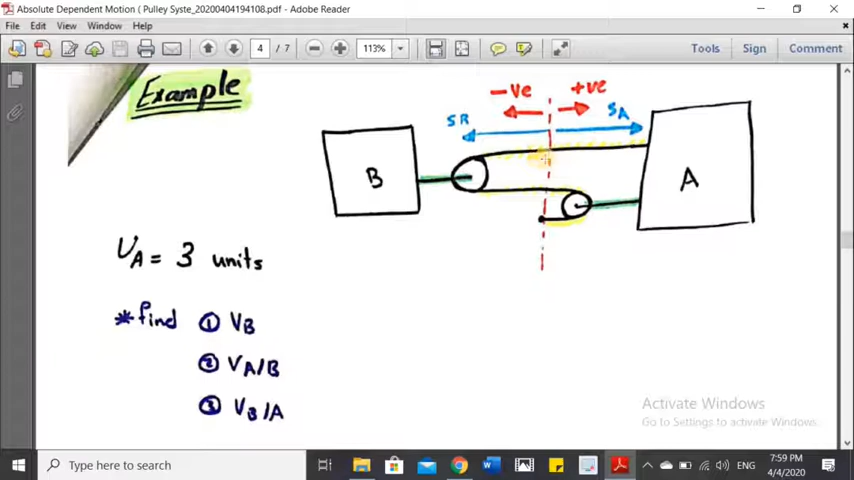 Absolute Dependent Motion ( Pulley Syste_20200404194108.pdf - Adobe Reader
File Edit View Window Help
4 / 7 113% Tools Sign Comment
Example
-ve +ve
SB SA
B A
VA = 3 units
*find ① VB
② VA/B
③ VB/A
Activate Windows
Go to Settings to activate Windows.
Type here to search
ENG
7:59 PM
4/4/2020